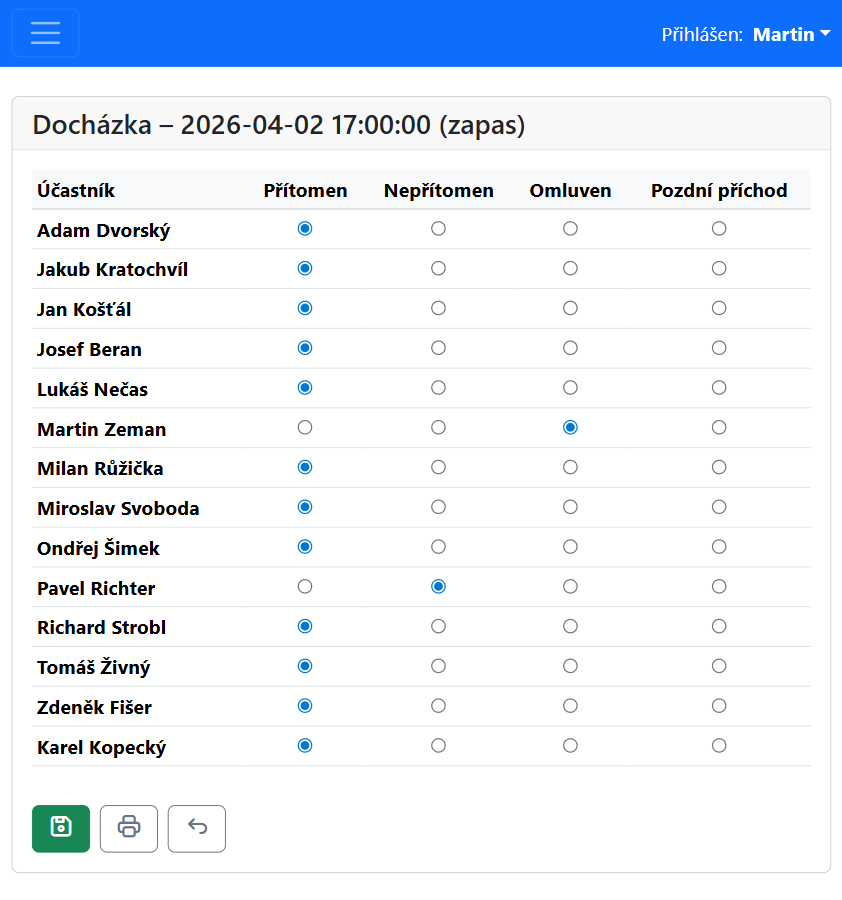 Přihlášen: Martin
Docházka – 2026-04-02 17:00:00 (zapas)
Účastník Přítomen Nepřítomen Omluven Pozdní příchod
Adam Dvorský
Jakub Kratochvíl
Jan Košťál
Josef Beran
Lukáš Nečas
Martin Zeman
Milan Růžička
Miroslav Svoboda
Ondřej Šimek
Pavel Richter
Richard Strobl
Tomáš Živný
Zdeněk Fišer
Karel Kopecký